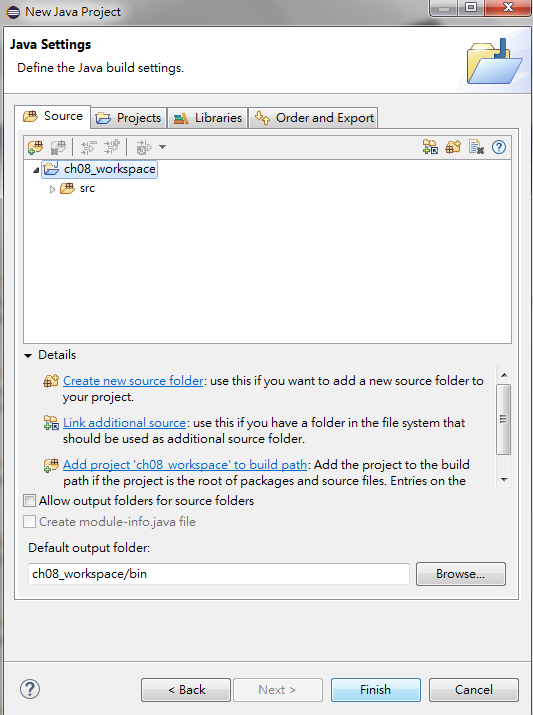 New Java Project
Java Settings
Define the Java build settings.
Source
Projects
Libraries
Order and Export
ch08_workspace
src
Details
Create new source folder: use this if you want to add a new source folder to
your project.
Link additional source: use this if you have a folder in the file system that
should be used as additional source folder.
Add project 'ch08_workspace' to build path: Add the project to the build
path if the project is the root of packages and source files. Entries on the
Allow output folders for source folders
Create module-info.java file
Default output folder:
ch08_workspace/bin
Browse...
< Back
Next >
Finish
Cancel